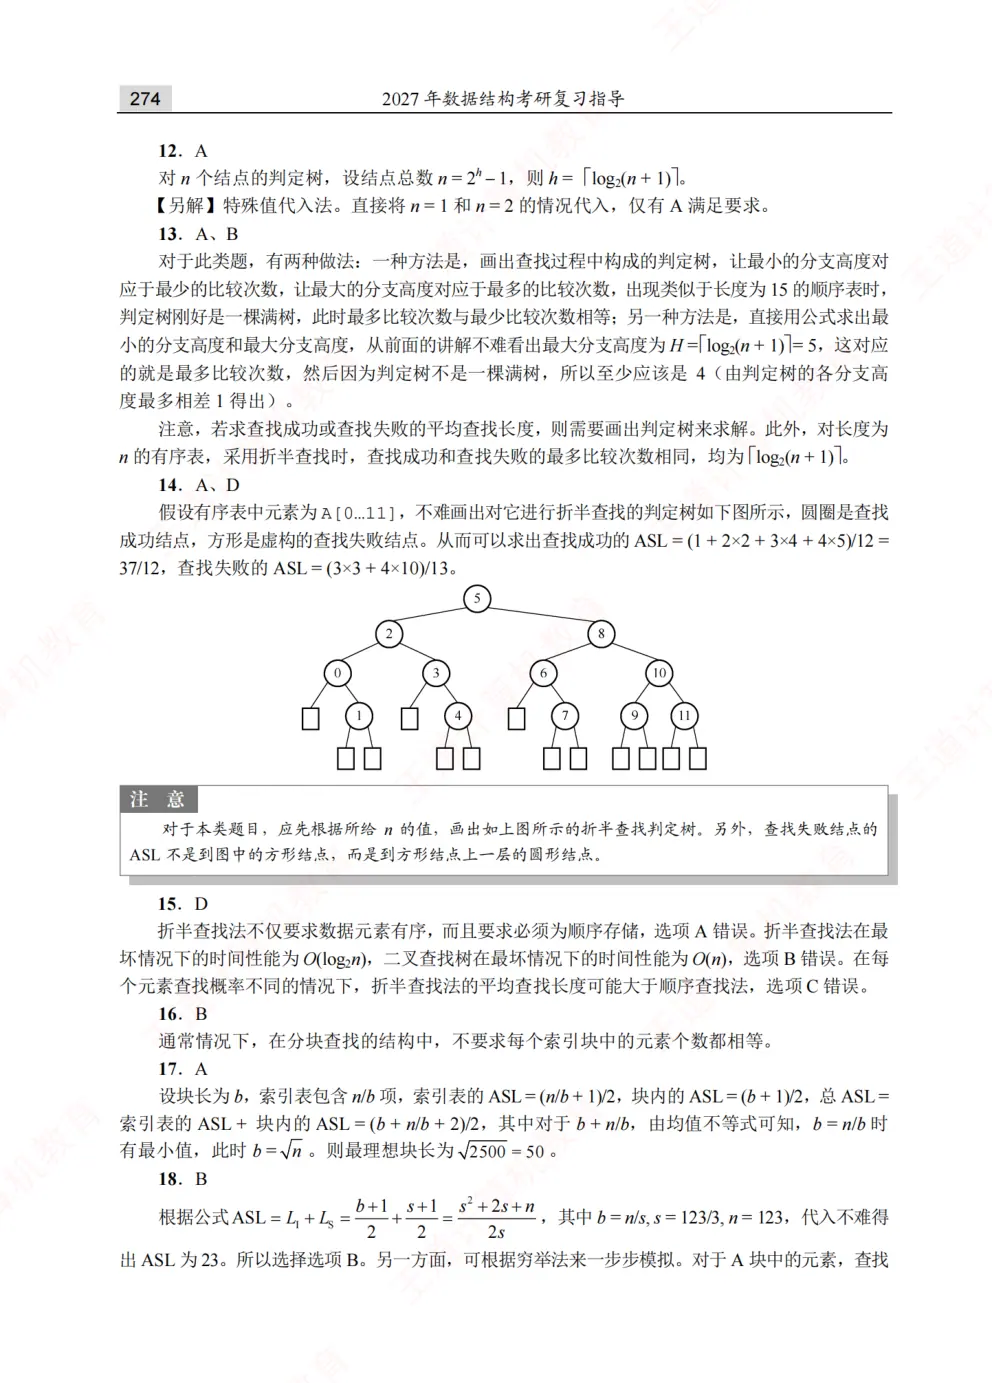 274
2027 年数据结构考研复习指导
12．A
对 n 个结点的判定树，设结点总数 n = 2ʰ – 1，则 h = ⌈log₂(n + 1)⌉。
【另解】特殊值代入法。直接将 n = 1 和 n = 2 的情况代入，仅有 A 满足要求。
13．A、B
对于此类题，有两种做法：一种方法是，画出查找过程中构成的判定树，让最小的分支高度对
应于最少的比较次数，让最大的分支高度对应于最多的比较次数，出现类似于长度为 15 的顺序表时，
判定树刚好是一棵满树，此时最多比较次数与最少比较次数相等；另一种方法是，直接用公式求出最
小的分支高度和最大分支高度，从前面的讲解不难看出最大分支高度为 H =⌈log₂(n + 1)⌉= 5，这对应
的就是最多比较次数，然后因为判定树不是一棵满树，所以至少应该是 4（由判定树的各分支高
度最多相差 1 得出）。
注意，若求查找成功或查找失败的平均查找长度，则需要画出判定树来求解。此外，对长度为
n 的有序表，采用折半查找时，查找成功和查找失败的最多比较次数相同，均为⌈log₂(n + 1)⌉。
14．A、D
假设有序表中元素为 A[0…11]，不难画出对它进行折半查找的判定树如下图所示，圆圈是查找
成功结点，方形是虚构的查找失败结点。从而可以求出查找成功的 ASL = (1 + 2×2 + 3×4 + 4×5)/12 =
37/12，查找失败的 ASL = (3×3 + 4×10)/13。
5
2 8
0 3 6 10
1 4 7 9 11
注 意
对于本类题目，应先根据所给 n 的值，画出如上图所示的折半查找判定树。另外，查找失败结点的
ASL 不是到图中的方形结点，而是到方形结点上一层的圆形结点。
15．D
折半查找法不仅要求数据元素有序，而且要求必须为顺序存储，选项 A 错误。折半查找法在最
坏情况下的时间性能为 O(log₂n)，二叉查找树在最坏情况下的时间性能为 O(n)，选项 B 错误。在每
个元素查找概率不同的情况下，折半查找法的平均查找长度可能大于顺序查找法，选项 C 错误。
16．B
通常情况下，在分块查找的结构中，不要求每个索引块中的元素个数都相等。
17．A
设块长为 b，索引表包含 n/b 项，索引表的 ASL = (n/b + 1)/2，块内的 ASL = (b + 1)/2，总 ASL =
索引表的 ASL + 块内的 ASL = (b + n/b + 2)/2，其中对于 b + n/b，由均值不等式可知，b = n/b 时
有最小值，此时 b = √n 。则最理想块长为 √2500 = 50 。
18．B
根据公式 ASL = L_I + L_S = (b+1)/2 + (s+1)/2 = (s²+2s+n)/2s ，其中 b = n/s, s = 123/3, n = 123，代入不难得
出 ASL 为 23。所以选择选项 B。另一方面，可根据穷举法来一步步模拟。对于 A 块中的元素，查找